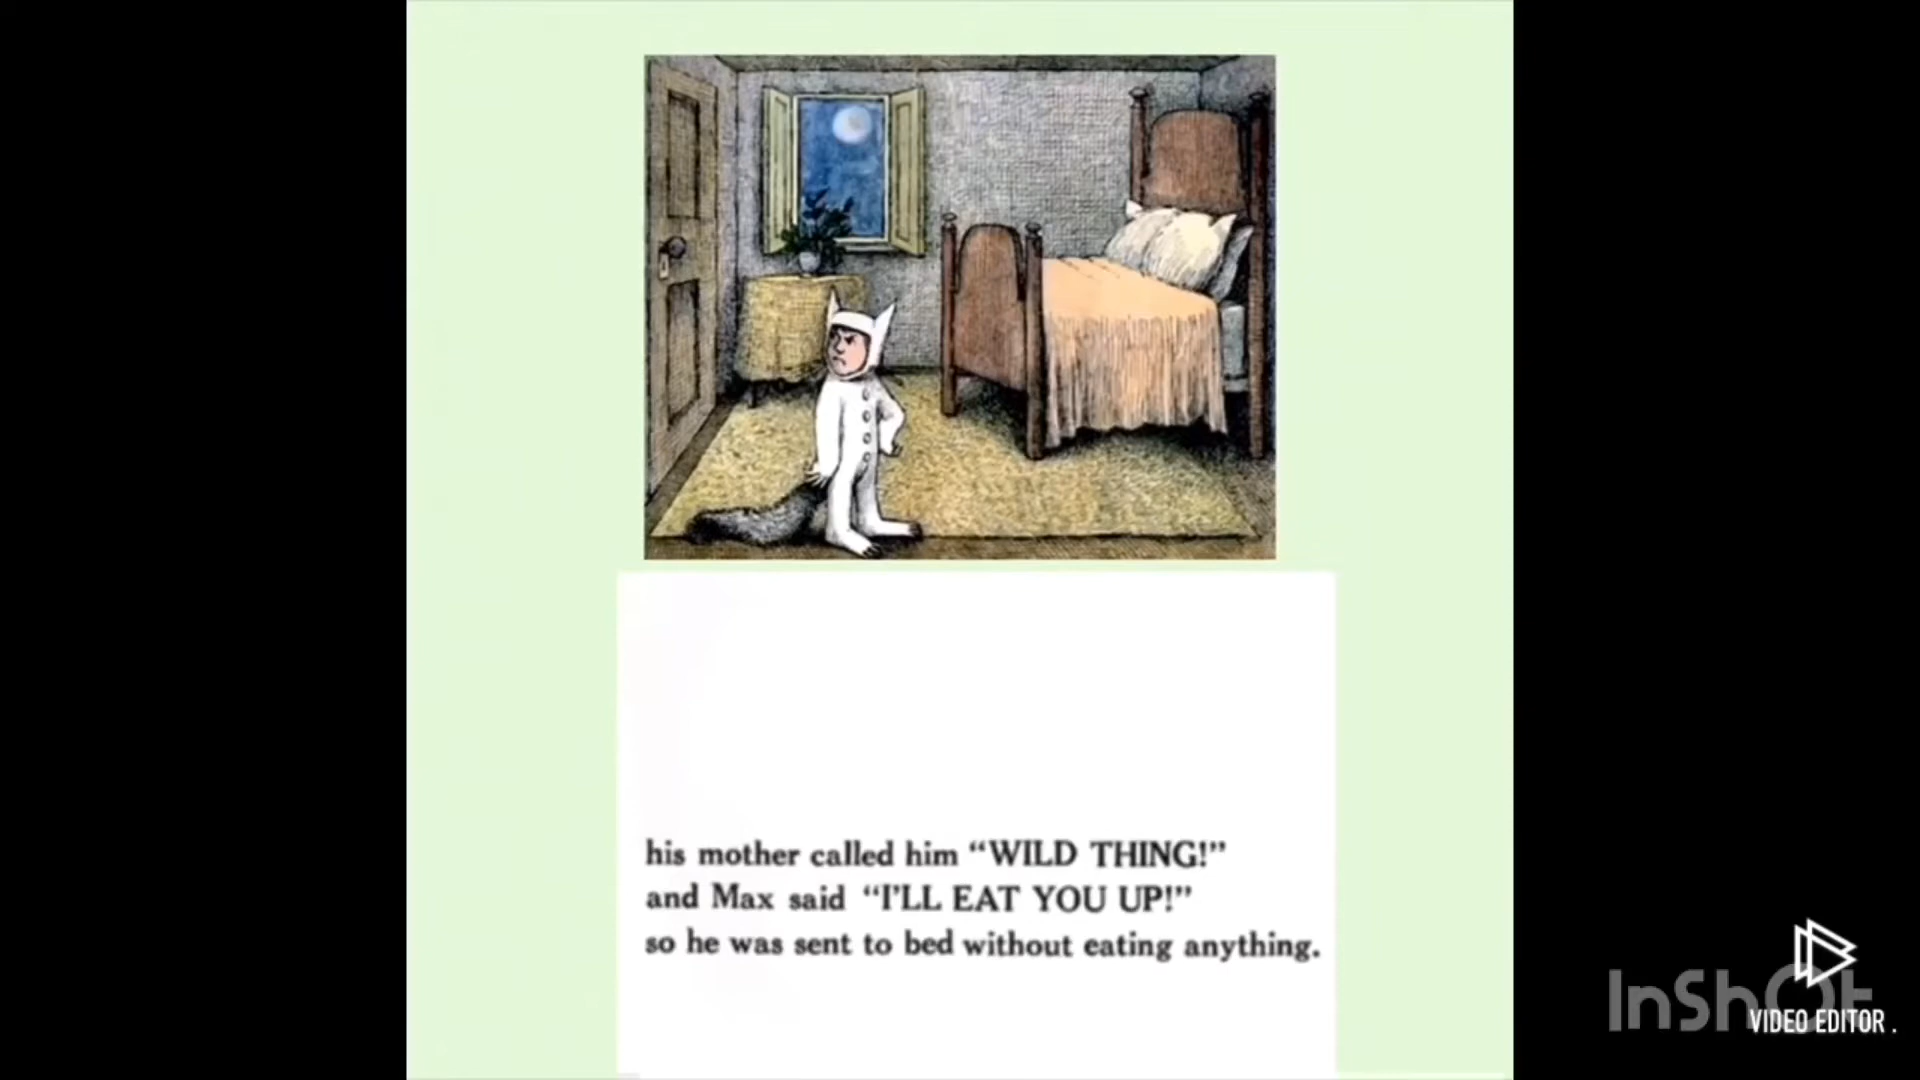 his mother called him “WILD THING!”
and Max said “I’LL EAT YOU UP!”
so he was sent to bed without eating anything.
InShOt
VIDEO EDITOR .